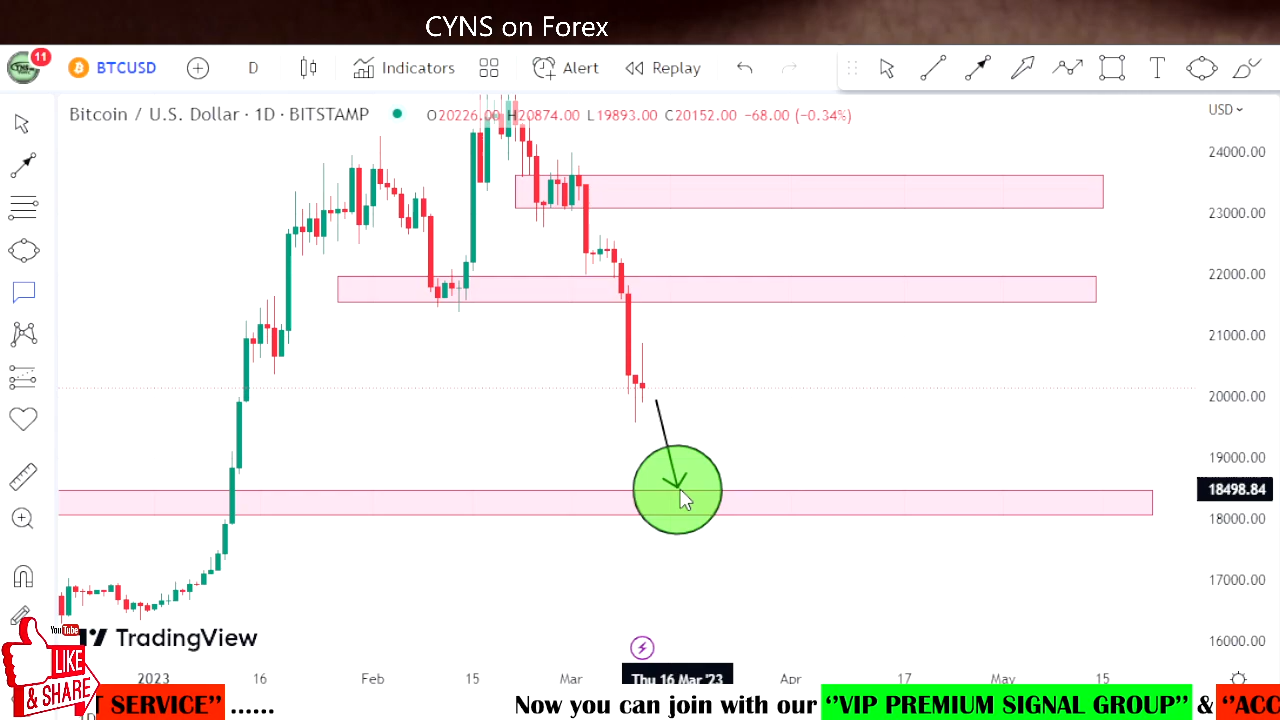 CYNS on Forex
11
BTCUSD D Indicators Alert Replay
Bitcoin / U.S. Dollar · 1D · BITSTAMP O20226.00 H20874.00 L19893.00 C20152.00 −68.00 (−0.34%)
USD
24000.00
23000.00
22000.00
21000.00
20000.00
19000.00
18498.84
18000.00
17000.00
16000.00
TradingView
YouTube
LIKE
& SHARE
2023 16 Feb 15 Mar Thu 16 Mar '23 Apr 17 May 15
T SERVICE" ...... Now you can join with our "VIP PREMIUM SIGNAL GROUP" & "ACC